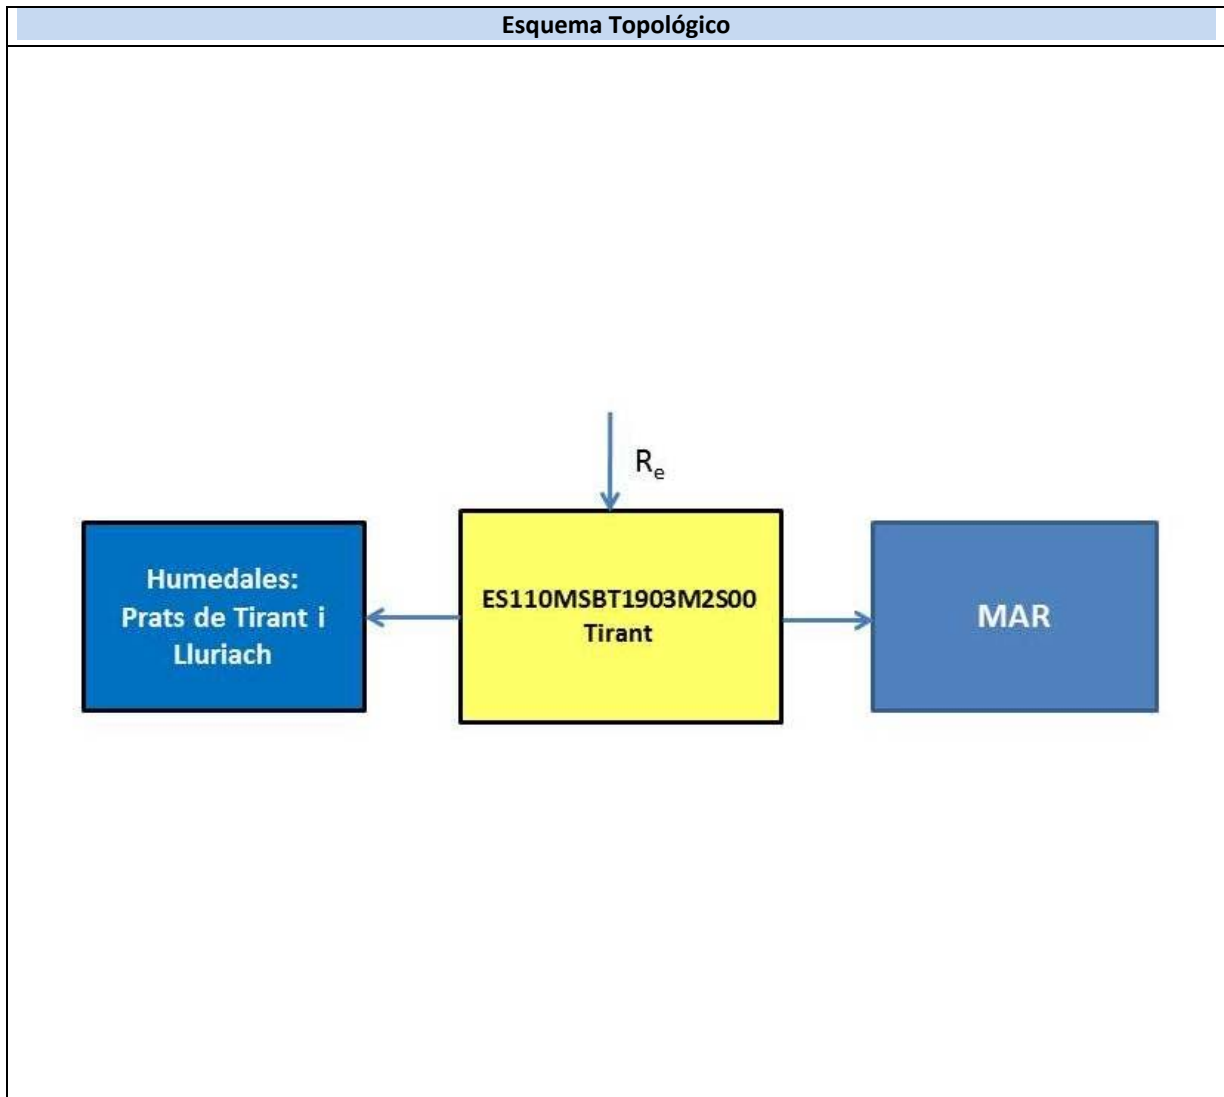 Esquema Topológico
Re
Humedales:
Prats de Tirant i
Lluriach
ES110MSBT1903M2S00
Tirant
MAR